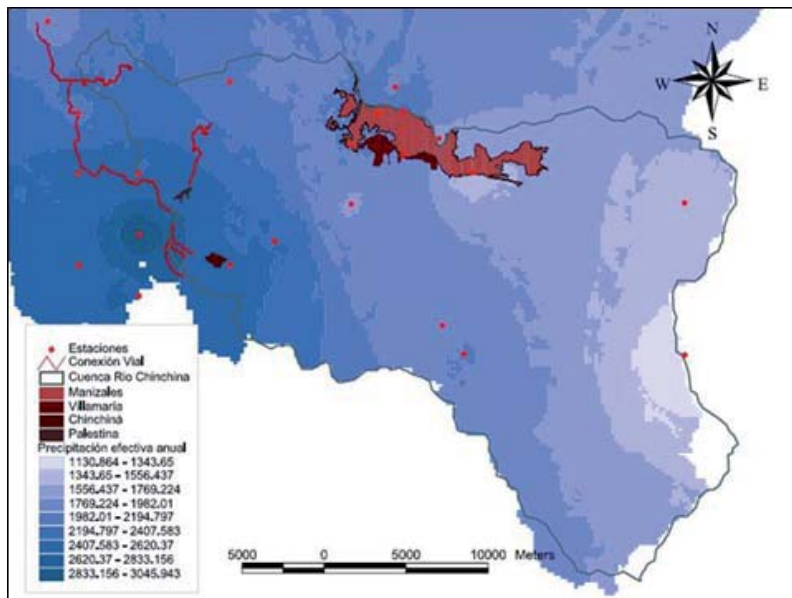 N
W E
S
Estaciones
Conexión Vial
Cuenca Rio Chinchina
Manizales
Villamaría
Chinchiná
Palestina
Precipitación efectiva anual
1130.864 - 1343.65
1343.65 - 1556.437
1556.437 - 1769.224
1769.224 - 1982.01
1982.01 - 2194.797
2194.797 - 2407.583
2407.583 - 2620.37
2620.37 - 2833.156
2833.156 - 3045.943
5000 0 5000 10000 Meters